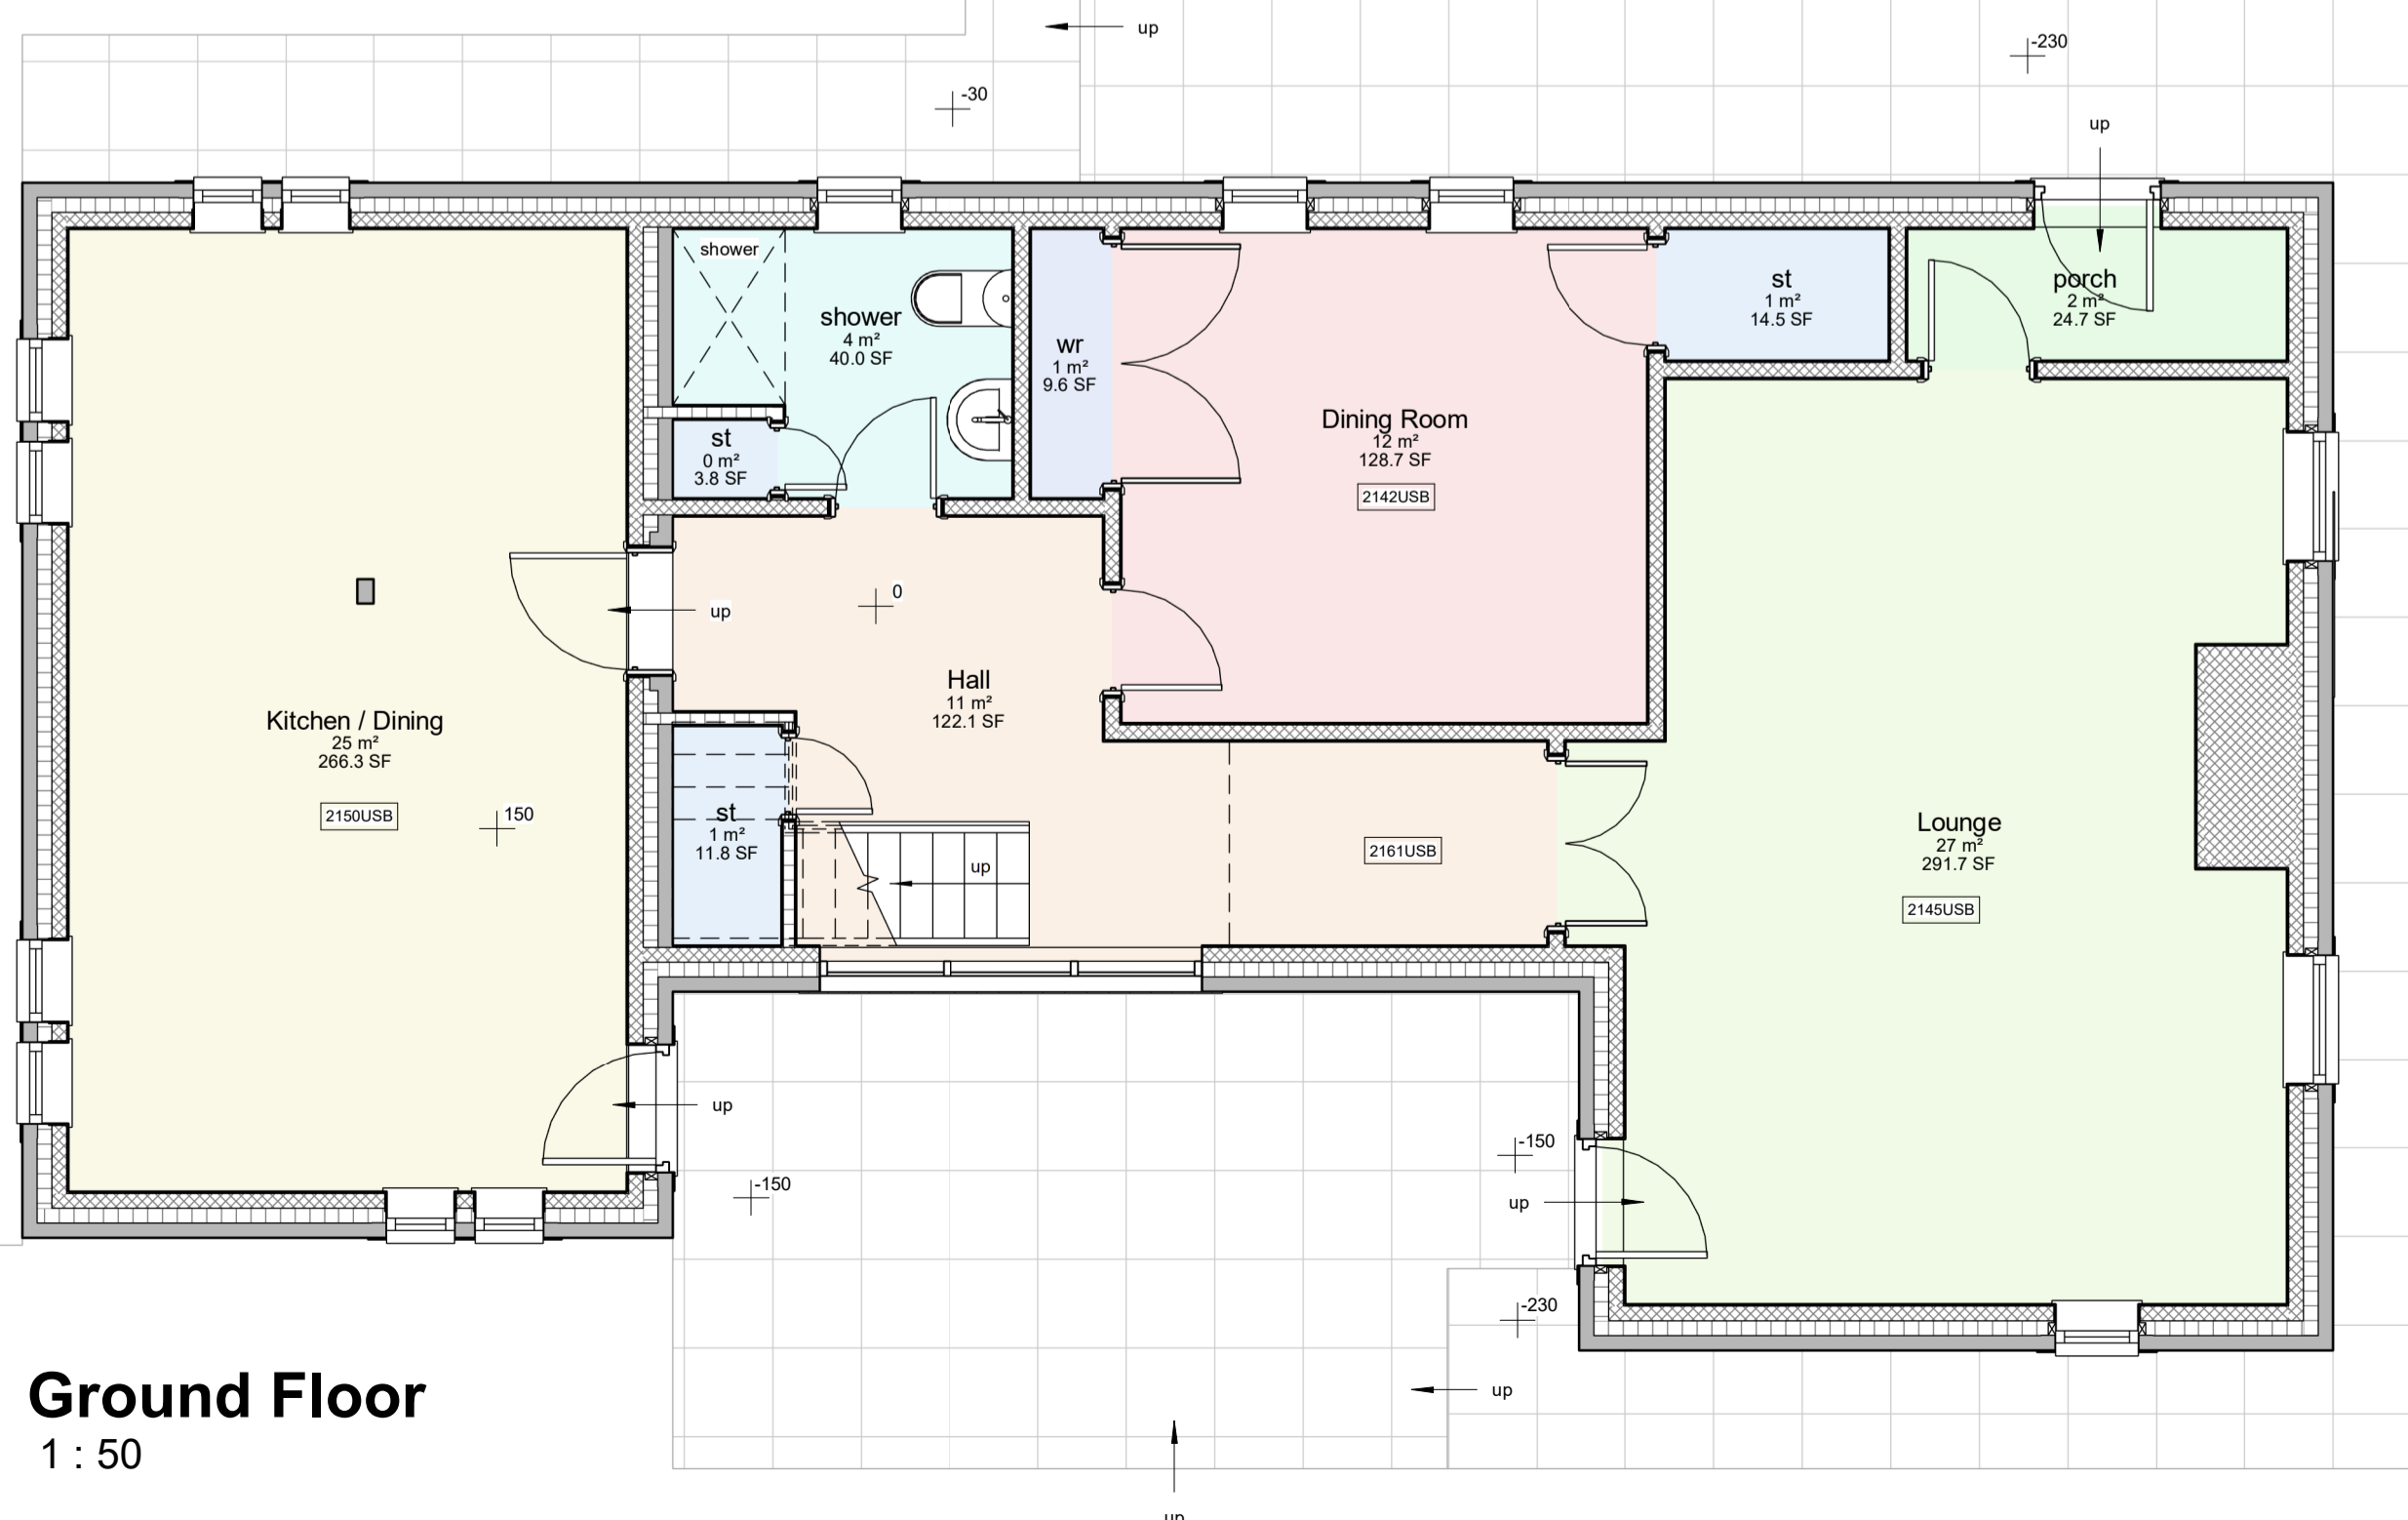 up
-230
-30
up
shower
shower
4 m²
40.0 SF
st
0 m²
3.8 SF
wr
1 m²
9.6 SF
Dining Room
12 m²
128.7 SF
2142USB
st
1 m²
14.5 SF
porch
2 m²
24.7 SF
up
0
Hall
11 m²
122.1 SF
Kitchen / Dining
25 m²
266.3 SF
2150USB
150
st
1 m²
11.8 SF
up
2161USB
Lounge
27 m²
291.7 SF
2145USB
up
-150
-150
up
-230
up
up
Ground Floor
1 : 50